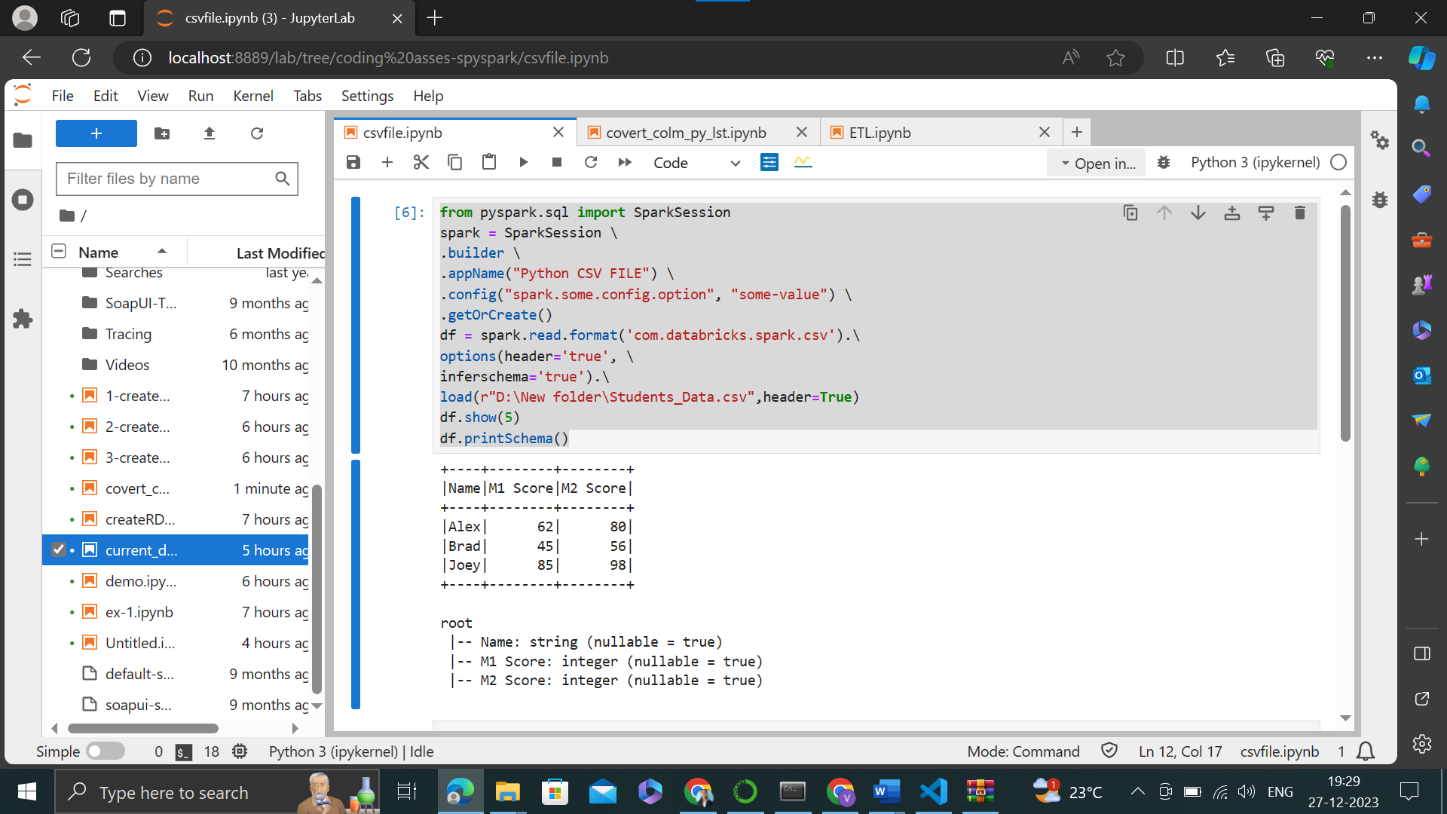 csvfile.ipynb (3) - JupyterLab
localhost:8889/lab/tree/coding%20asses-spyspark/csvfile.ipynb
File Edit View Run Kernel Tabs Settings Help
csvfile.ipynb
covert_colm_py_lst.ipynb
ETL.ipynb
Code
Open in...
Python 3 (ipykernel)
Filter files by name
/
Name Last Modified
Searches last ye.
SoapUI-T... 9 months ag
Tracing 6 months ag
Videos 10 months ag
1-create... 7 hours ag
2-create... 6 hours ag
3-create... 6 hours ag
covert_c... 1 minute ag
createRD... 7 hours ag
current_d... 5 hours ag
demo.ipy... 6 hours ag
ex-1.ipynb 7 hours ag
Untitled.i... 4 hours ag
default-s... 9 months ag
soapui-s... 9 months ag
[6]:
from pyspark.sql import SparkSession
spark = SparkSession \
.builder \
.appName("Python CSV FILE") \
.config("spark.some.config.option", "some-value") \
.getOrCreate()
df = spark.read.format('com.databricks.spark.csv').\
options(header='true', \
inferschema='true').\
load(r"D:\New folder\Students_Data.csv",header=True)
df.show(5)
df.printSchema()
+----+--------+--------+
|Name|M1 Score|M2 Score|
+----+--------+--------+
|Alex|      62|      80|
|Brad|      45|      56|
|Joey|      85|      98|
+----+--------+--------+
root
 |-- Name: string (nullable = true)
 |-- M1 Score: integer (nullable = true)
 |-- M2 Score: integer (nullable = true)
Simple 0 18 Python 3 (ipykernel) | Idle
Mode: Command Ln 12, Col 17 csvfile.ipynb 1
Type here to search
23°C ENG
19:29
27-12-2023